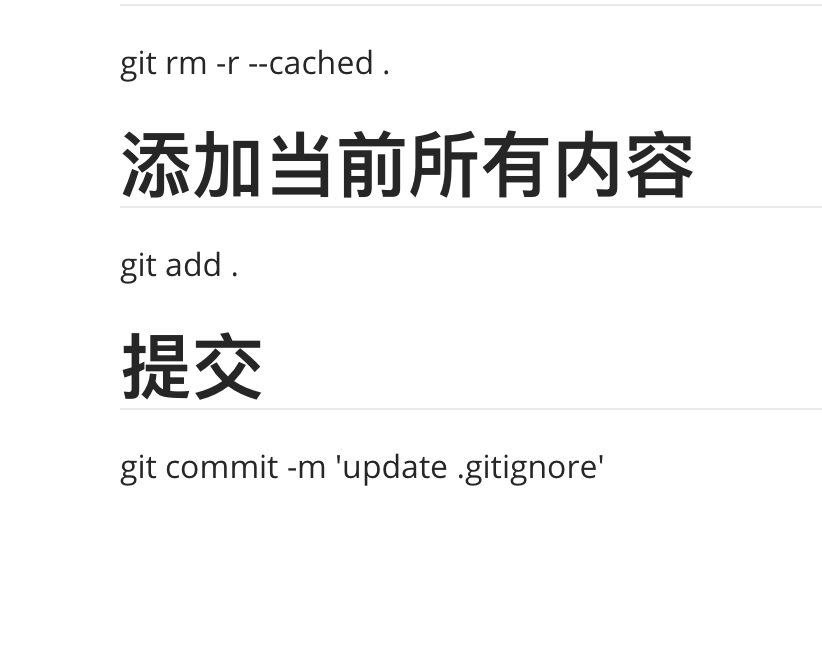 git rm -r --cached .
添加当前所有内容
git add .
提交
git commit -m 'update .gitignore'